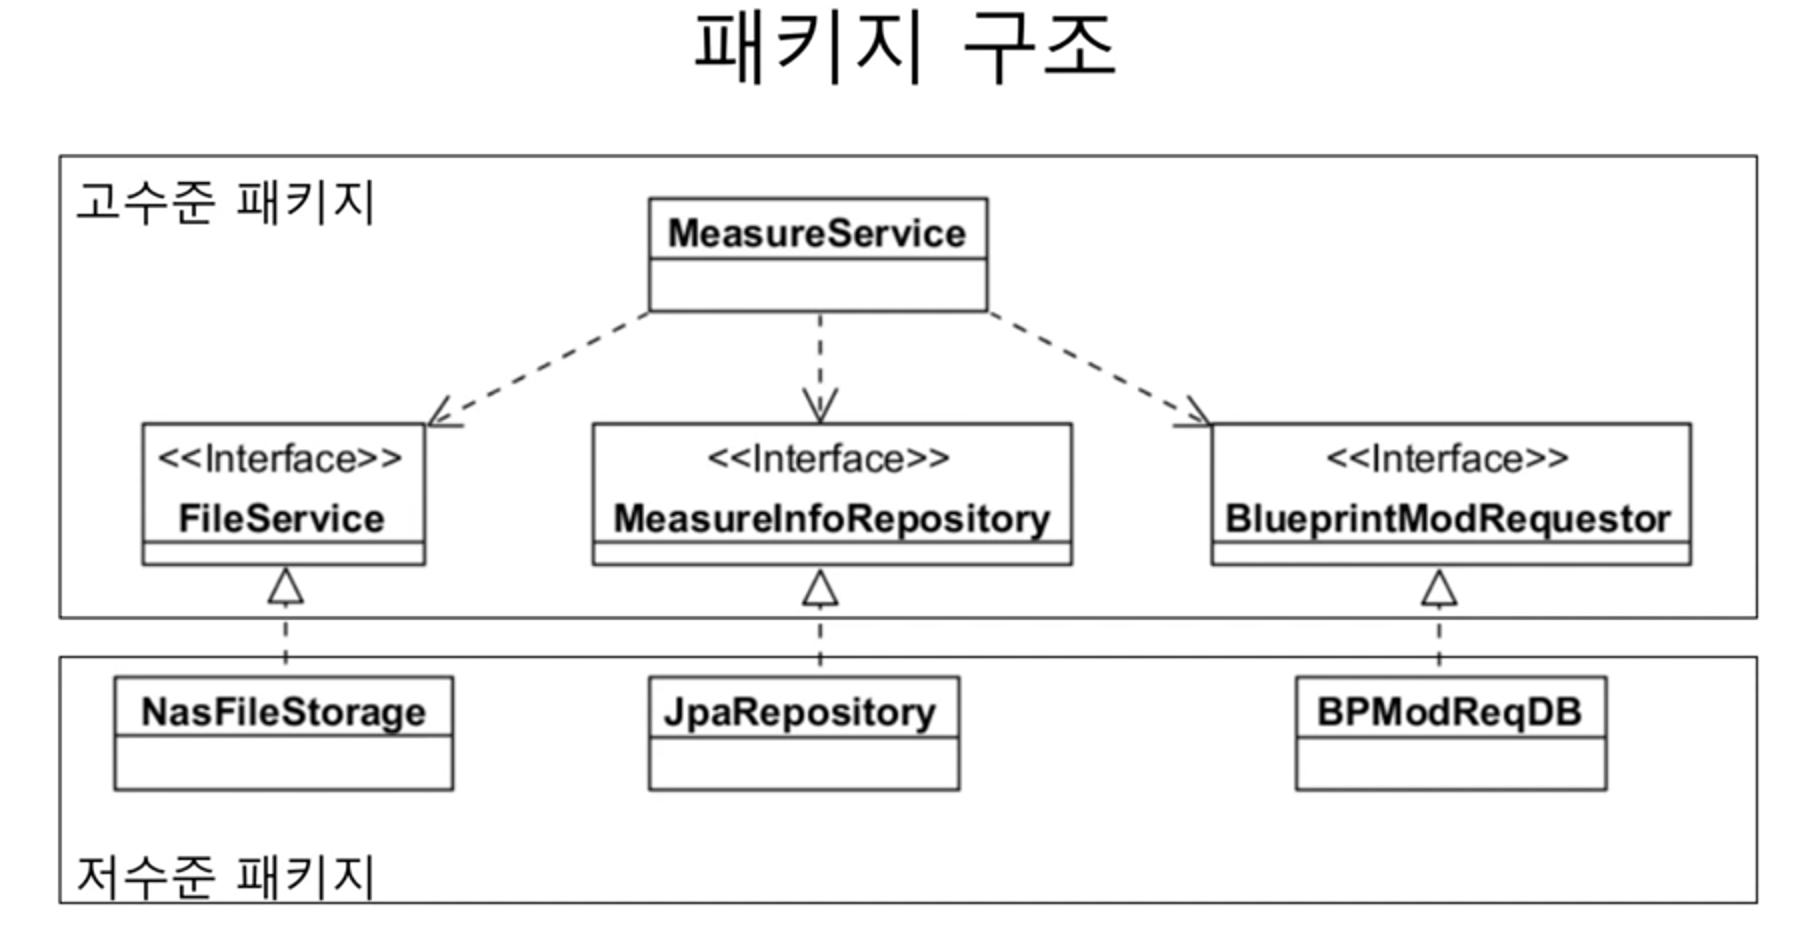 패키지 구조
고수준 패키지
MeasureService
<<Interface>>
FileService
<<Interface>>
MeasureInfoRepository
<<Interface>>
BlueprintModRequestor
NasFileStorage
JpaRepository
BPModReqDB
저수준 패키지